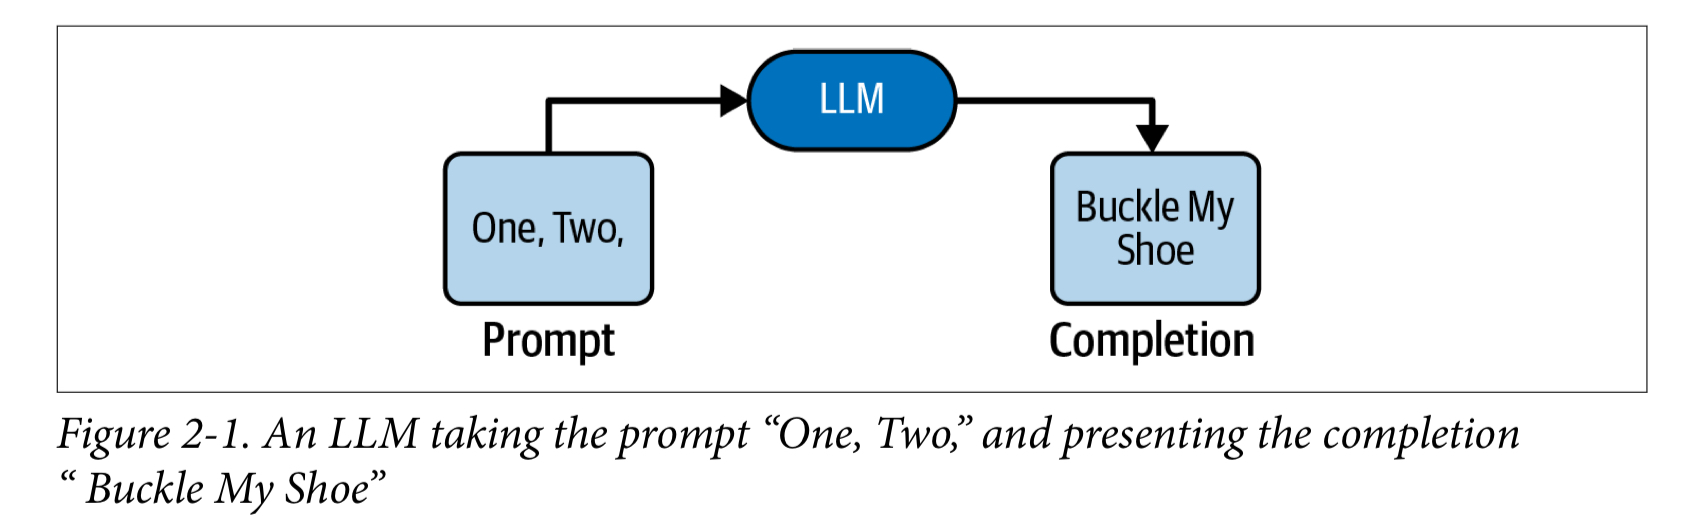 LLM
One, Two,
Buckle My
Shoe
Prompt
Completion
Figure 2-1. An LLM taking the prompt “One, Two,” and presenting the completion
“ Buckle My Shoe”